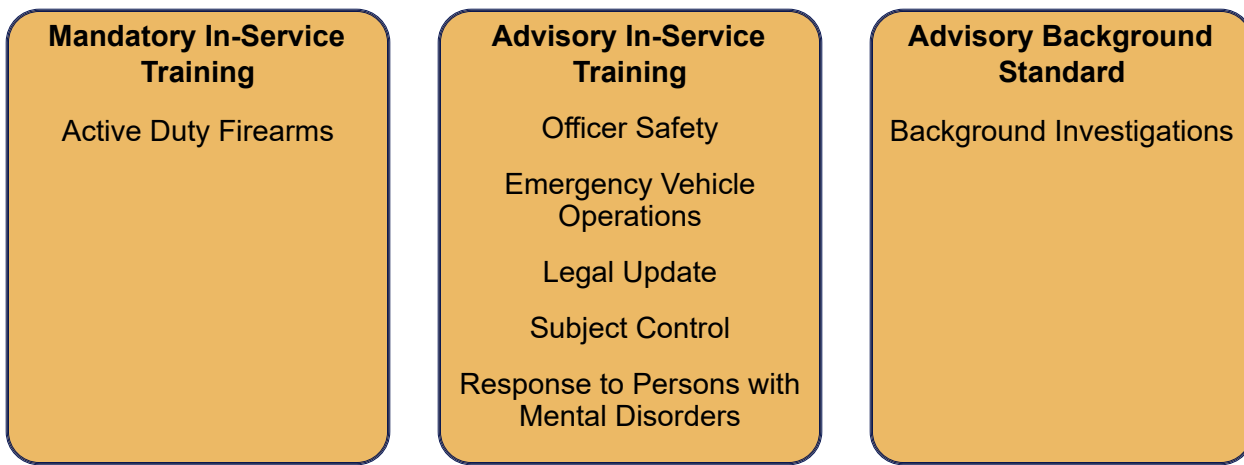 Mandatory In-Service
Training
Active Duty Firearms
Advisory In-Service
Training
Officer Safety
Emergency Vehicle
Operations
Legal Update
Subject Control
Response to Persons with
Mental Disorders
Advisory Background
Standard
Background Investigations